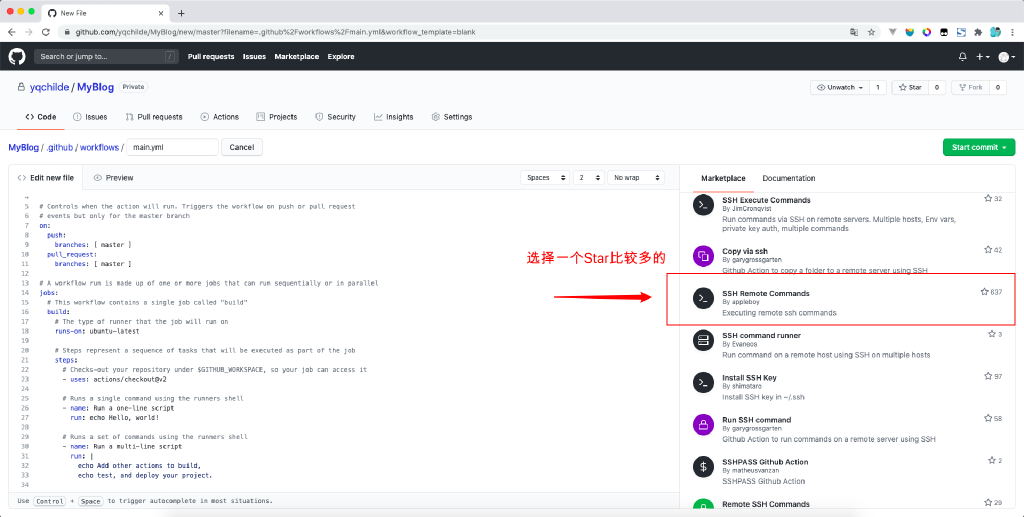 New File
github.com/yqchilde/MyBlog/new/master?filename=.github%2Fworkflows%2Fmain.yml&workflow_template=blank
Search or jump to...
/
Pull requests Issues Marketplace Explore
yqchilde / MyBlog Private
Unwatch 1 Star 0 Fork 0
Code Issues Pull requests Actions Projects Security Insights Settings
MyBlog / .github / workflows / main.yml Cancel
Start commit
Edit new file Preview
Spaces 2 No wrap
5 # Controls when the action will run. Triggers the workflow on push or pull request
6 # events but only for the master branch
7 on:
8 push:
9 branches: [ master ]
10 pull_request:
11 branches: [ master ]
12
13 # A workflow run is made up of one or more jobs that can run sequentially or in parallel
14 jobs:
15 # This workflow contains a single job called "build"
16 build:
17 # The type of runner that the job will run on
18 runs-on: ubuntu-latest
19
20 # Steps represent a sequence of tasks that will be executed as part of the job
21 steps:
22 # Checks-out your repository under $GITHUB_WORKSPACE, so your job can access it
23 - uses: actions/checkout@v2
24
25 # Runs a single command using the runners shell
26 - name: Run a one-line script
27 run: echo Hello, world!
28
29 # Runs a set of commands using the runners shell
30 - name: Run a multi-line script
31 run: |
32 echo Add other actions to build,
33 echo test, and deploy your project.
34
Use Control + Space to trigger autocomplete in most situations.
选择一个Star比较多的
Marketplace Documentation
SSH Execute Commands 32
By JimCronqvist
Run commands via SSH on remote servers. Multiple hosts, Env vars,
private key auth, multiple commands
Copy via ssh 42
By garygrossgarten
Github Action to copy a folder to a remote server using SSH
SSH Remote Commands 637
By appleboy
Executing remote ssh commands
SSH command runner 3
By Evaneos
Run command on a remote host using SSH on multiple hosts
Install SSH Key 97
By shimataro
Install SSH key in ~/.ssh
Run SSH command 58
By garygrossgarten
Github Action to run commands on a remote server using SSH
SSHPASS Github Action 2
By matheusvanzan
SSHPASS Github Action
Remote SSH Commands 29